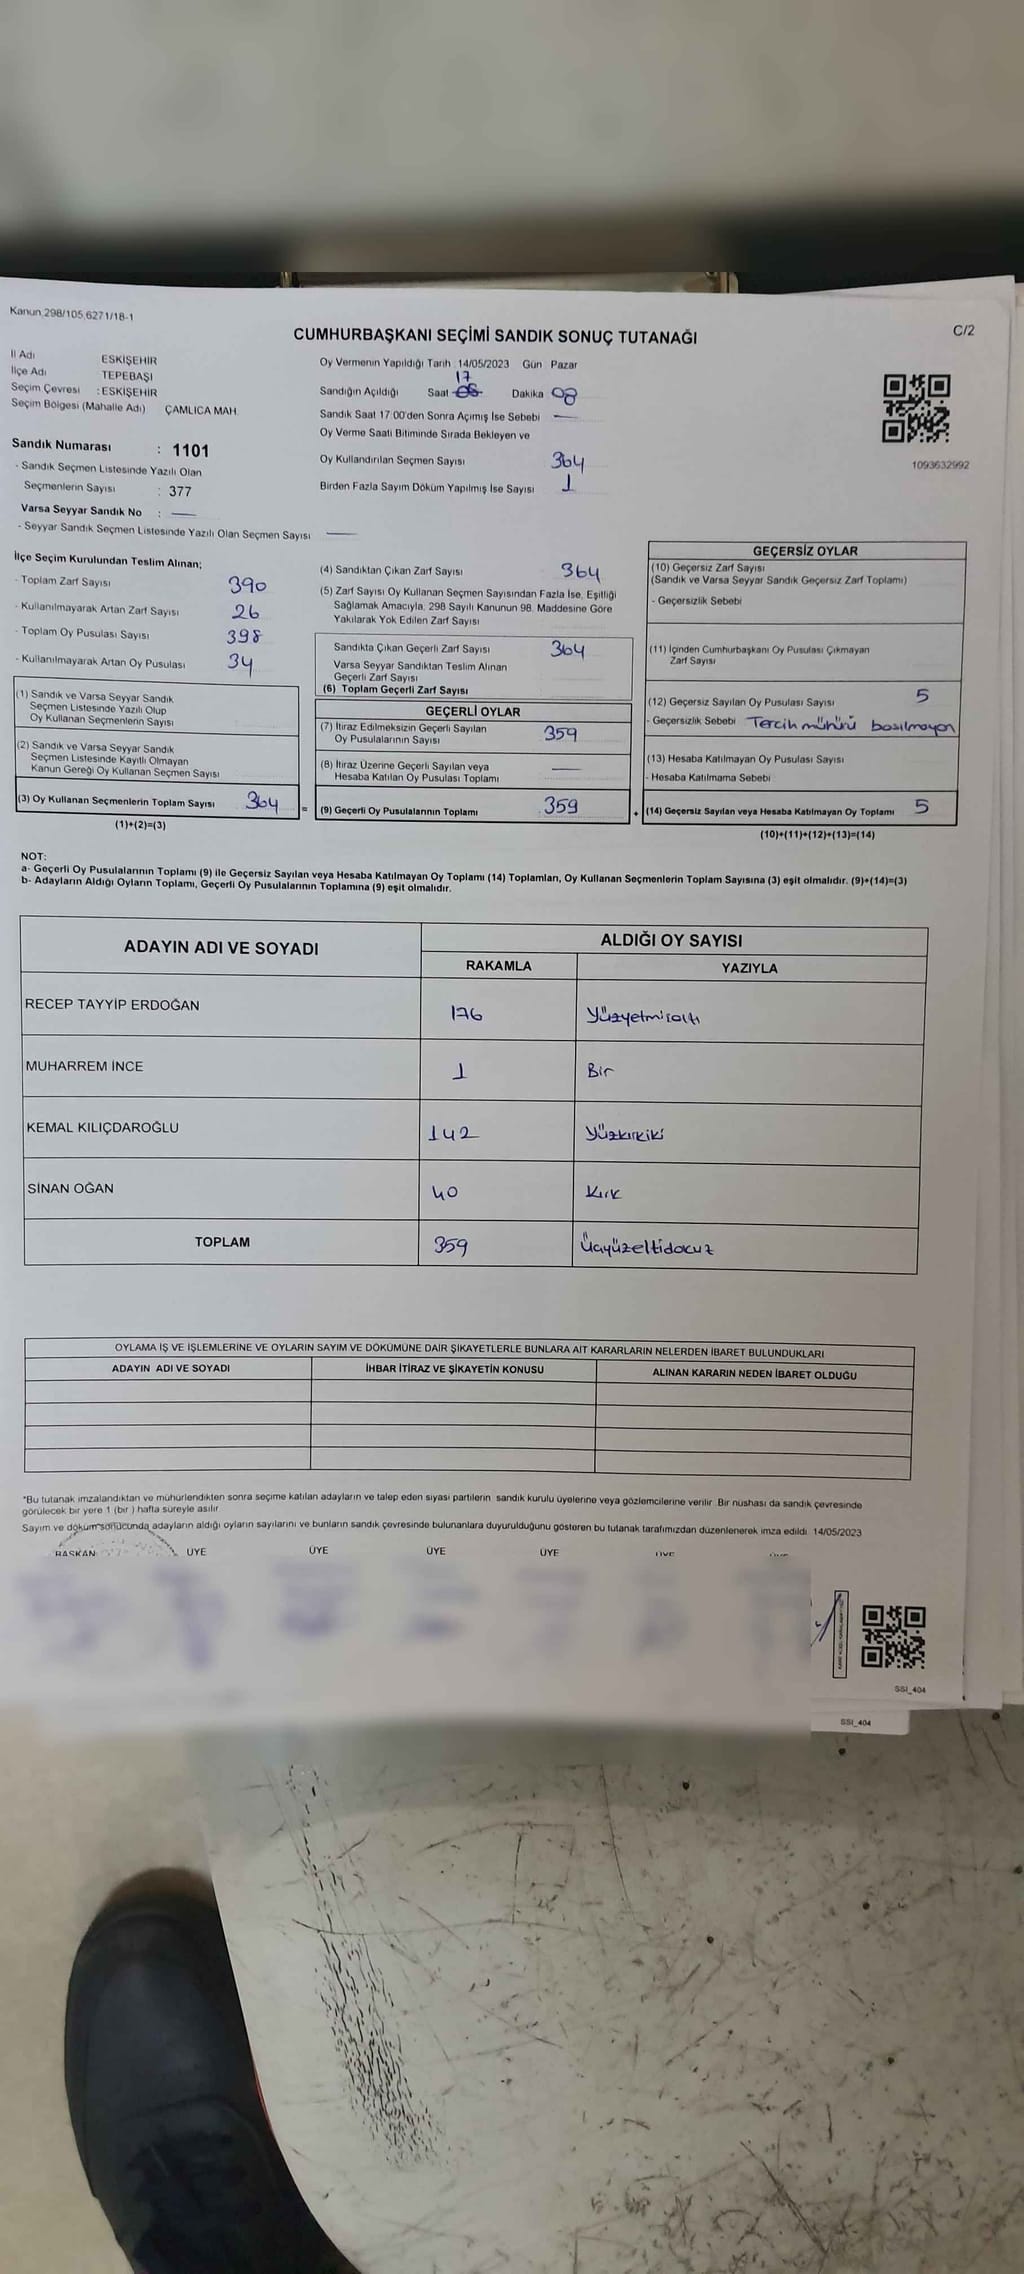 Kanun 298/105,6271/18-1
CUMHURBAŞKANI SEÇİMİ SANDIK SONUÇ TUTANAĞI
C/2
İl Adı ESKİŞEHİR
İlçe Adı TEPEBAŞI
Seçim Çevresi : ESKİŞEHİR
Seçim Bölgesi (Mahalle Adı) ÇAMLICA MAH.
Sandık Numarası : 1101
- Sandık Seçmen Listesinde Yazılı Olan
Seçmenlerin Sayısı : 377
Varsa Seyyar Sandık No : —
- Seyyar Sandık Seçmen Listesinde Yazılı Olan Seçmen Sayısı —
Oy Vermenin Yapıldığı Tarih 14/05/2023 Gün Pazar
17
Sandığın Açıldığı Saat Dakika 08
Sandık Saat 17:00'den Sonra Açımış İse Sebebi —
Oy Verme Saati Bitiminde Sırada Bekleyen ve
Oy Kullandırılan Seçmen Sayısı 364
Birden Fazla Sayım Döküm Yapılmış İse Sayısı 1
1093632992
İlçe Seçim Kurulundan Teslim Alınan;
- Toplam Zarf Sayısı 390
- Kullanılmayarak Artan Zarf Sayısı 26
- Toplam Oy Pusulası Sayısı 398
- Kullanılmayarak Artan Oy Pusulası 34
(1) Sandık ve Varsa Seyyar Sandık
Seçmen Listesinde Yazılı Olup
Oy Kullanan Seçmenlerin Sayısı
(2) Sandık ve Varsa Seyyar Sandık
Seçmen Listesinde Kayıtlı Olmayan
Kanun Gereği Oy Kullanan Seçmen Sayısı
(3) Oy Kullanan Seçmenlerin Toplam Sayısı 364
(1)+(2)=(3)
(4) Sandıktan Çıkan Zarf Sayısı 364
(5) Zarf Sayısı Oy Kullanan Seçmen Sayısından Fazla İse, Eşitliği
Sağlamak Amacıyla, 298 Sayılı Kanunun 98. Maddesine Göre
Yakılarak Yok Edilen Zarf Sayısı
Sandıkta Çıkan Geçerli Zarf Sayısı 364
Varsa Seyyar Sandıktan Teslim Alınan
Geçerli Zarf Sayısı
(6) Toplam Geçerli Zarf Sayısı
GEÇERLİ OYLAR
(7) İtiraz Edilmeksizin Geçerli Sayılan
Oy Pusulalarının Sayısı 359
(8) İtiraz Üzerine Geçerli Sayılan veya
Hesaba Katılan Oy Pusulası Toplamı —
= (9) Geçerli Oy Pusulalarının Toplamı 359
GEÇERSİZ OYLAR
(10) Geçersiz Zarf Sayısı
(Sandık ve Varsa Seyyar Sandık Geçersiz Zarf Toplamı)
- Geçersizlik Sebebi
(11) İçinden Cumhurbaşkanı Oy Pusulası Çıkmayan
Zarf Sayısı
(12) Geçersiz Sayılan Oy Pusulası Sayısı 5
- Geçersizlik Sebebi Tercih mühürü basılmayan
(13) Hesaba Katılmayan Oy Pusulası Sayısı
- Hesaba Katılmama Sebebi
+ (14) Geçersiz Sayılan veya Hesaba Katılmayan Oy Toplamı 5
(10)+(11)+(12)+(13)=(14)
NOT:
a- Geçerli Oy Pusulalarının Toplamı (9) ile Geçersiz Sayılan veya Hesaba Katılmayan Oy Toplamı (14) Toplamları, Oy Kullanan Seçmenlerin Toplam Sayısına (3) eşit olmalıdır. (9)+(14)=(3)
b- Adayların Aldığı Oyların Toplamı, Geçerli Oy Pusulalarının Toplamına (9) eşit olmalıdır.
ADAYIN ADI VE SOYADI ALDIĞI OY SAYISI
RAKAMLA YAZIYLA
RECEP TAYYİP ERDOĞAN 176 Yüzyetmişaltı
MUHARREM İNCE 1 Bir
KEMAL KILIÇDAROĞLU 142 Yüzkırkiki
SİNAN OĞAN 40 Kırk
TOPLAM 359 Üçyüzellidokuz
OYLAMA İŞ VE İŞLEMLERİNE VE OYLARIN SAYIM VE DÖKÜMÜNE DAİR ŞİKAYETLERLE BUNLARA AİT KARARLARIN NELERDEN İBARET BULUNDUKLARI
ADAYIN ADI VE SOYADI İHBAR İTİRAZ VE ŞİKAYETİN KONUSU ALINAN KARARIN NEDEN İBARET OLDUĞU
*Bu tutanak imzalandıktan ve mühürlendikten sonra seçime katılan adayların ve talep eden siyasi partilerin sandık kurulu üyelerine veya gözlemcilerine verilir. Bir nüshası da sandık çevresinde
görülecek bir yere 1 (bir ) hafta süreyle asılır.
Sayım ve döküm sonucunda adayların aldığı oyların sayılarını ve bunların sandık çevresinde bulunanlara duyurulduğunu gösteren bu tutanak tarafımızdan düzenlenerek imza edildi. 14/05/2023
BAŞKAN ÜYE ÜYE ÜYE ÜYE ÜYE ÜYE
SSI_404
SSI_404